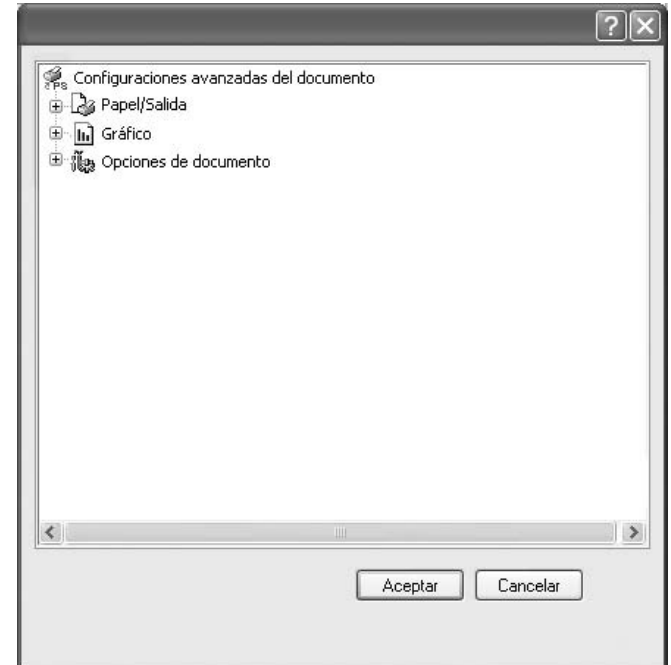 Configuraciones avanzadas del documento
Papel/Salida
Gráfico
Opciones de documento
Aceptar Cancelar